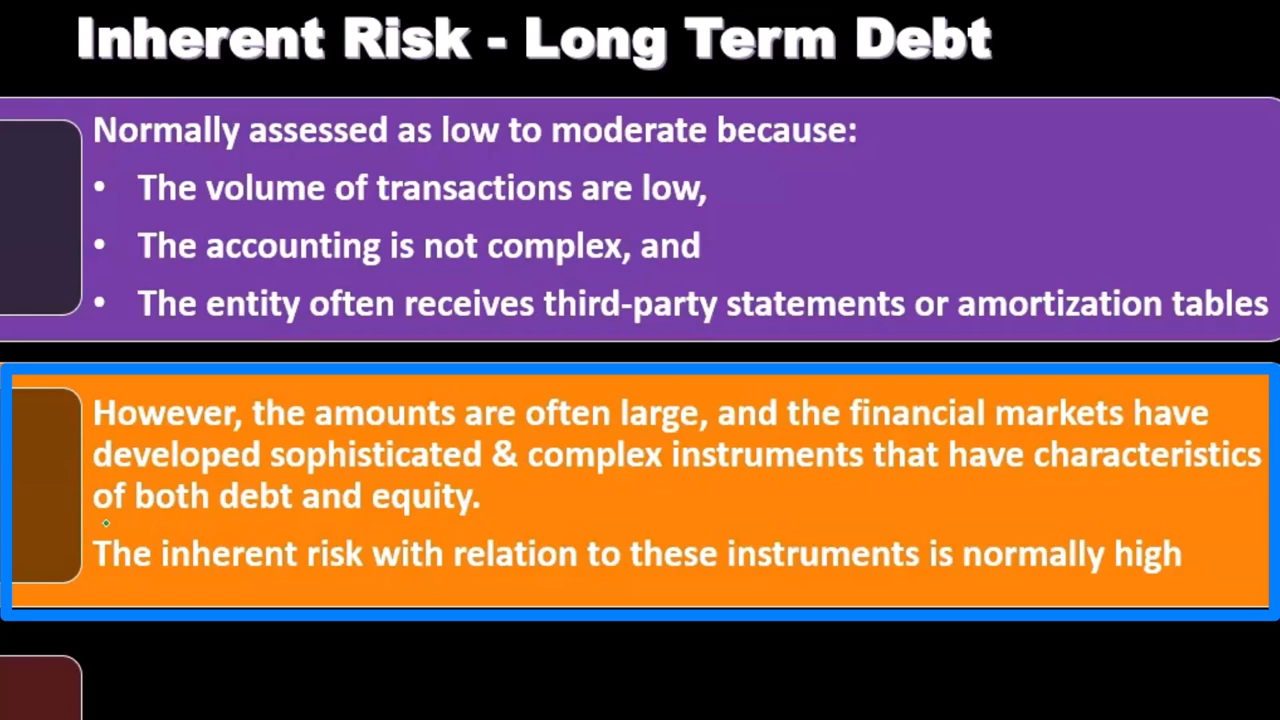 Inherent Risk - Long Term Debt
Normally assessed as low to moderate because:
• The volume of transactions are low,
• The accounting is not complex, and
• The entity often receives third-party statements or amortization tables
However, the amounts are often large, and the financial markets have
developed sophisticated & complex instruments that have characteristics
of both debt and equity.
The inherent risk with relation to these instruments is normally high